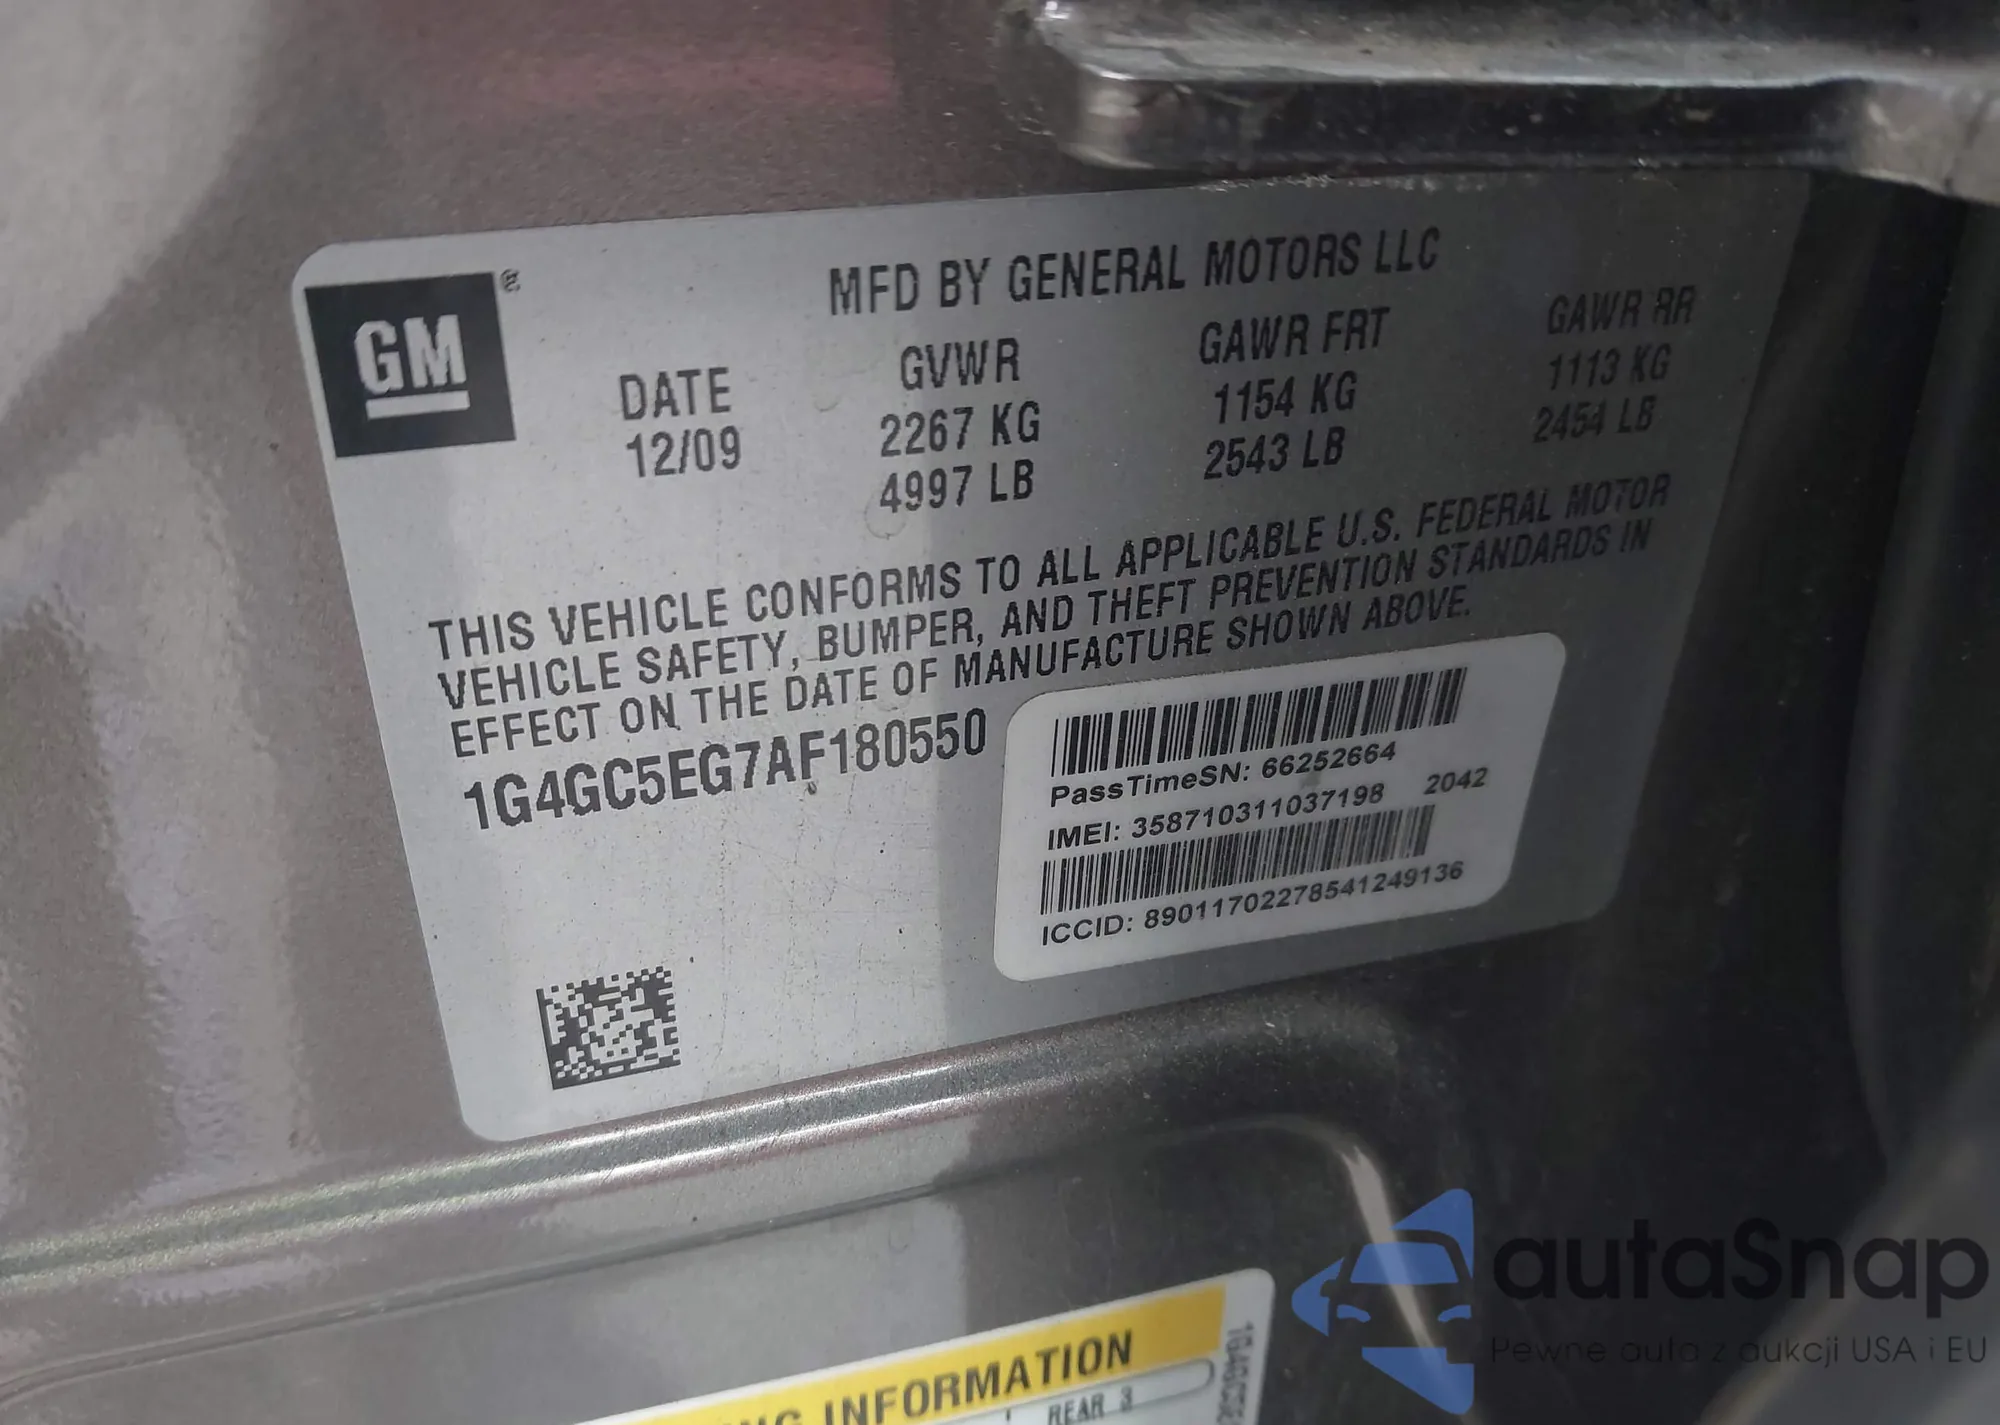 GM ®
MFD BY GENERAL MOTORS LLC
DATE GVWR GAWR FRT GAWR RR
12/09 2267 KG 1154 KG 1113 KG
4997 LB 2543 LB 2454 LB
THIS VEHICLE CONFORMS TO ALL APPLICABLE U.S. FEDERAL MOTOR
VEHICLE SAFETY, BUMPER, AND THEFT PREVENTION STANDARDS IN
EFFECT ON THE DATE OF MANUFACTURE SHOWN ABOVE.
1G4GC5EG7AF180550
PassTimeSN: 66252664
IMEI: 358710311037198 2042
ICCID: 89011702278541249136
INFORMATION
REAR 3
autaSnap
Pewne auta z aukcji USA i EU